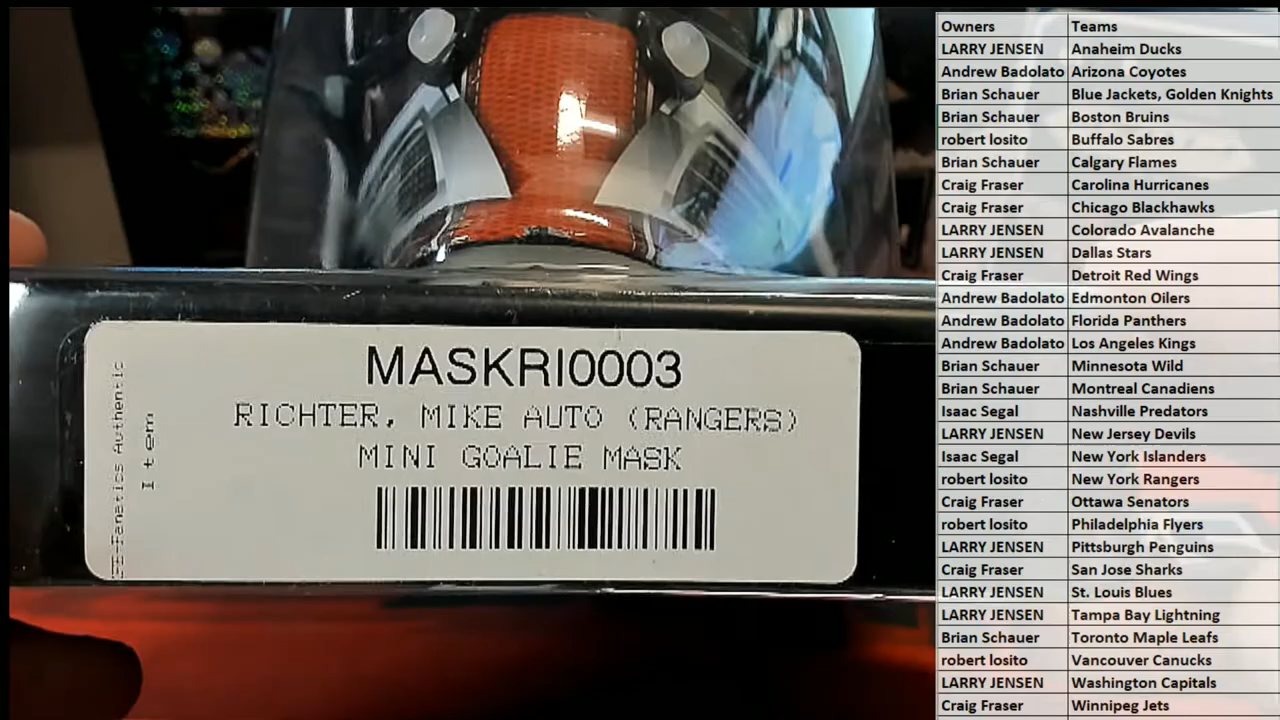 MASKRI0003
RICHTER, MIKE AUTO (RANGERS)
MINI GOALIE MASK
Fanatics Authentic
Item
Owners Teams
LARRY JENSEN Anaheim Ducks
Andrew Badolato Arizona Coyotes
Brian Schauer Blue Jackets, Golden Knights
Brian Schauer Boston Bruins
robert losito Buffalo Sabres
Brian Schauer Calgary Flames
Craig Fraser Carolina Hurricanes
Craig Fraser Chicago Blackhawks
LARRY JENSEN Colorado Avalanche
LARRY JENSEN Dallas Stars
Craig Fraser Detroit Red Wings
Andrew Badolato Edmonton Oilers
Andrew Badolato Florida Panthers
Andrew Badolato Los Angeles Kings
Brian Schauer Minnesota Wild
Brian Schauer Montreal Canadiens
Isaac Segal Nashville Predators
LARRY JENSEN New Jersey Devils
Isaac Segal New York Islanders
robert losito New York Rangers
Craig Fraser Ottawa Senators
robert losito Philadelphia Flyers
LARRY JENSEN Pittsburgh Penguins
Craig Fraser San Jose Sharks
LARRY JENSEN St. Louis Blues
LARRY JENSEN Tampa Bay Lightning
Brian Schauer Toronto Maple Leafs
robert losito Vancouver Canucks
LARRY JENSEN Washington Capitals
Craig Fraser Winnipeg Jets